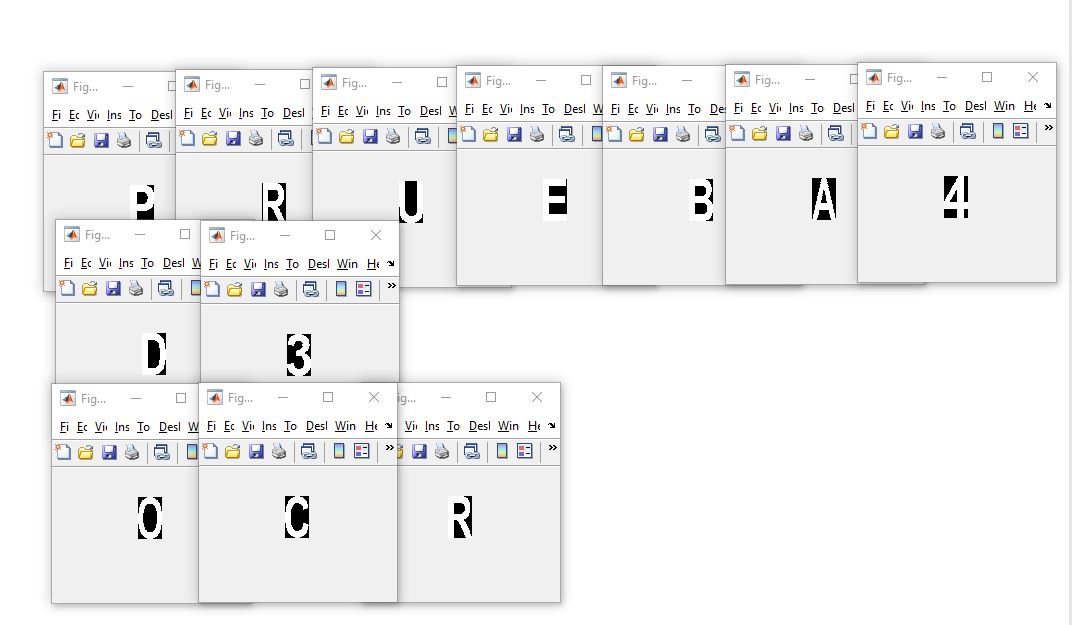 Fig... Fig... Fig... Fig... Fig... Fig... Fig...
Fi Ec Vi Ins To Desl Fi Ec Vi Ins To Desl Fi Ec Vi Ins To Desl W Fi Ec Vi Ins To Desl W Fi Ec Vi Ins To De: Fi Ec Vi Ins To Desl Fi Ec Vi Ins To Desl Win He
P R U E B A 4
Fig... Fig...
Fi Ec Vi Ins To Desl W Fi Ec Vi Ins To Desl Win He
D 3
Fig... Fig... ig...
Fi Ec Vi Ins To Desl W Fi Ec Vi Ins To Desl Win He Vi Ins To Desl Win He
O C R